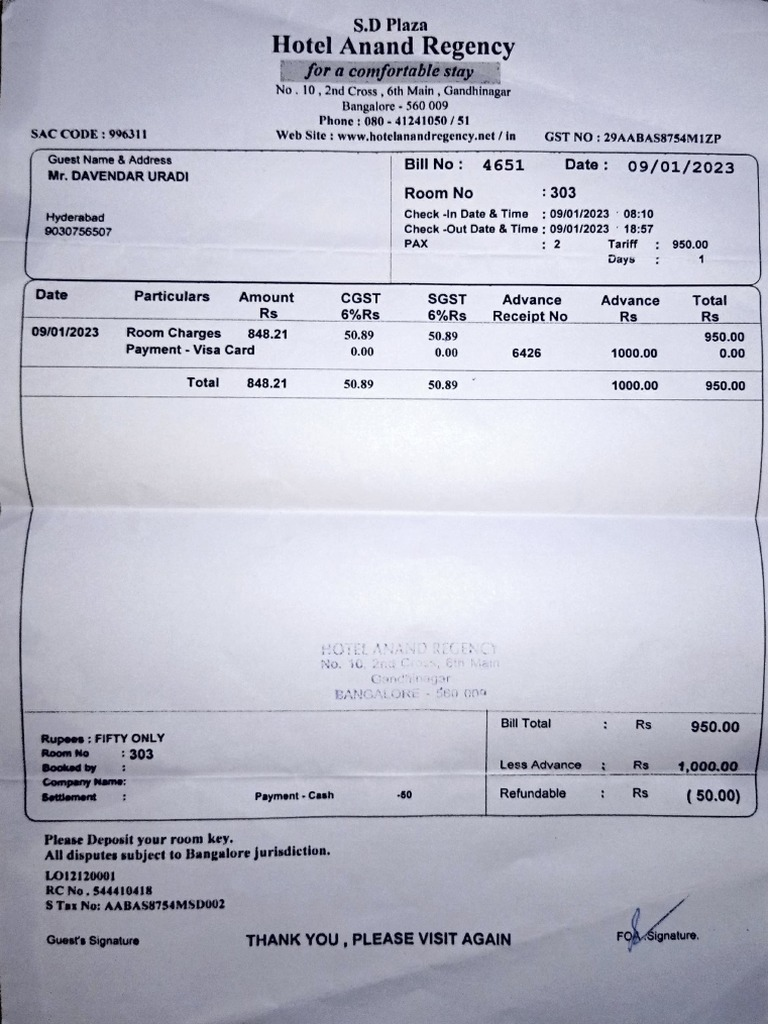 S.D Plaza
Hotel Anand Regency
for a comfortable stay
No . 10 , 2nd Cross , 6th Main , Gandhinagar
Bangalore - 560 009
Phone : 080 - 41241050 / 51
SAC CODE : 996311 Web Site : www.hotelanandregency.net / in GST NO : 29AABAS8754M1ZP
Guest Name & Address
Mr. DAVENDAR URADI
Hyderabad
9030756507
Bill No : 4651 Date : 09/01/2023
Room No : 303
Check -In Date & Time : 09/01/2023 08:10
Check -Out Date & Time : 09/01/2023 18:57
PAX : 2 Tariff : 950.00
Days : 1
Date Particulars Amount CGST SGST Advance Advance Total
Rs 6%Rs 6%Rs Receipt No Rs Rs
09/01/2023 Room Charges 848.21 50.89 50.89 950.00
Payment - Visa Card 0.00 0.00 6426 1000.00 0.00
Total 848.21 50.89 50.89 1000.00 950.00
HOTEL ANAND REGENCY
No. 10, 2nd Cross, 6th Main
Gandhinagar
BANGALORE - 560 009
Rupees : FIFTY ONLY
Room No : 303
Booked by :
Company Name:
Settlement : Payment - Cash -50
Bill Total : Rs 950.00
Less Advance : Rs 1,000.00
Refundable : Rs ( 50.00)
Please Deposit your room key.
All disputes subject to Bangalore jurisdiction.
LO12120001
RC No . 544410418
S Tax No: AABAS8754MSD002
Guest's Signature THANK YOU , PLEASE VISIT AGAIN FOA .Signature.